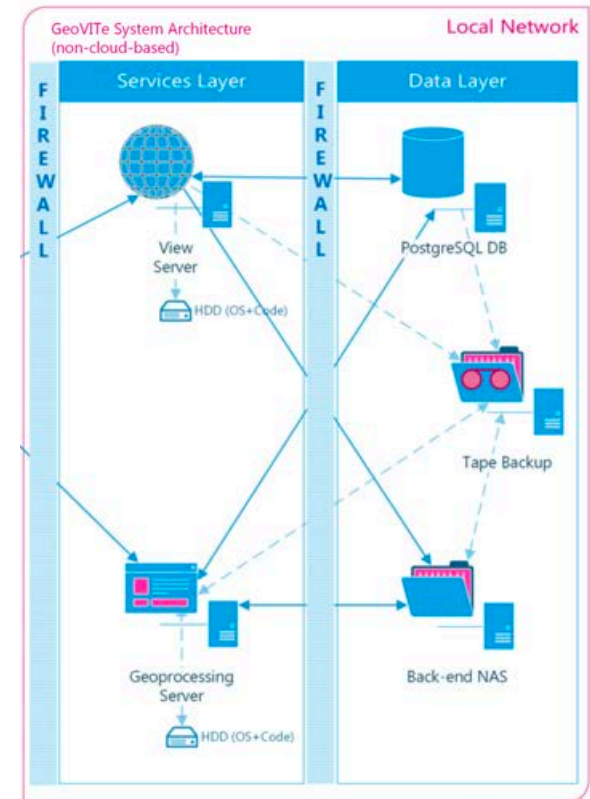 GeoVITe System Architecture
(non-cloud-based)
Local Network
FIREWALL
Services Layer
FIREWALL
Data Layer
View
Server
HDD (OS+Code)
PostgreSQL DB
Tape Backup
Geoprocessing
Server
HDD (OS+Code)
Back-end NAS